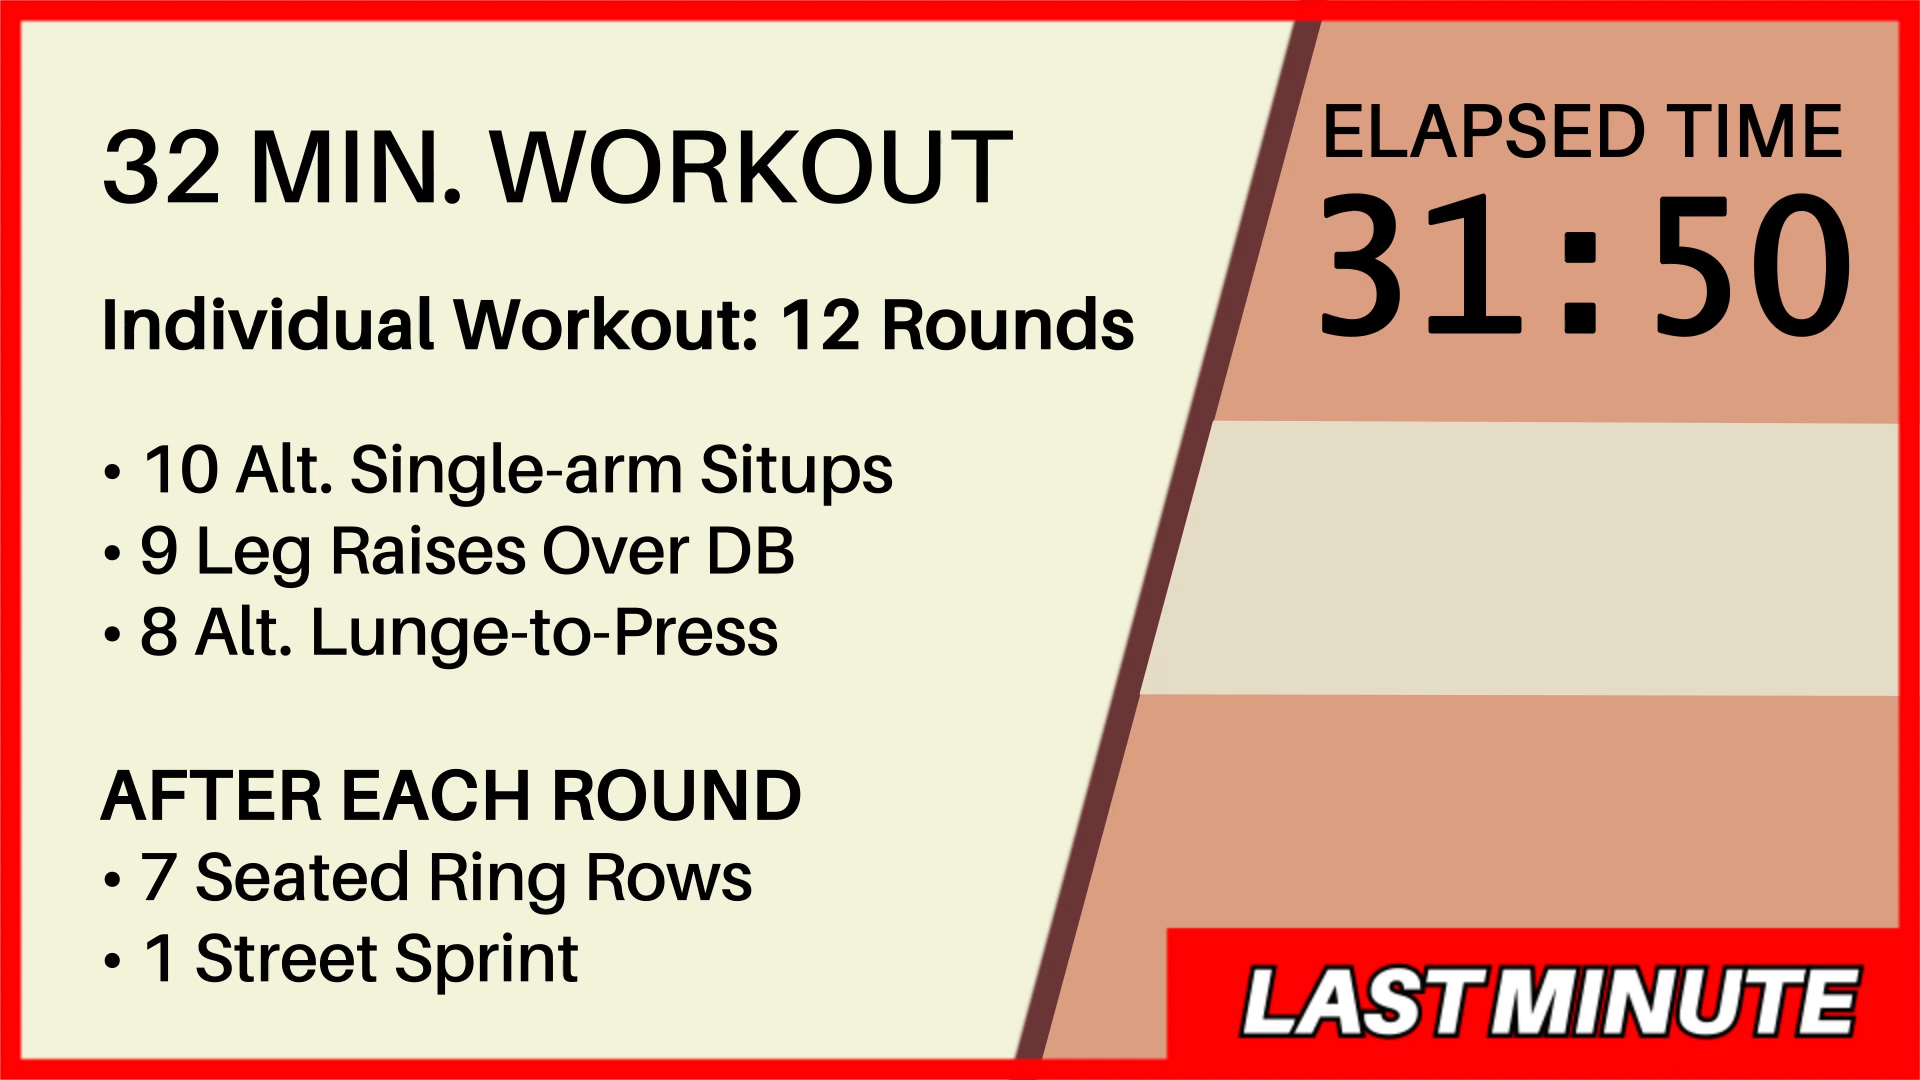 32 MIN. WORKOUT
Individual Workout: 12 Rounds
• 10 Alt. Single-arm Situps
• 9 Leg Raises Over DB
• 8 Alt. Lunge-to-Press
AFTER EACH ROUND
• 7 Seated Ring Rows
• 1 Street Sprint
ELAPSED TIME
31:50
LAST MINUTE